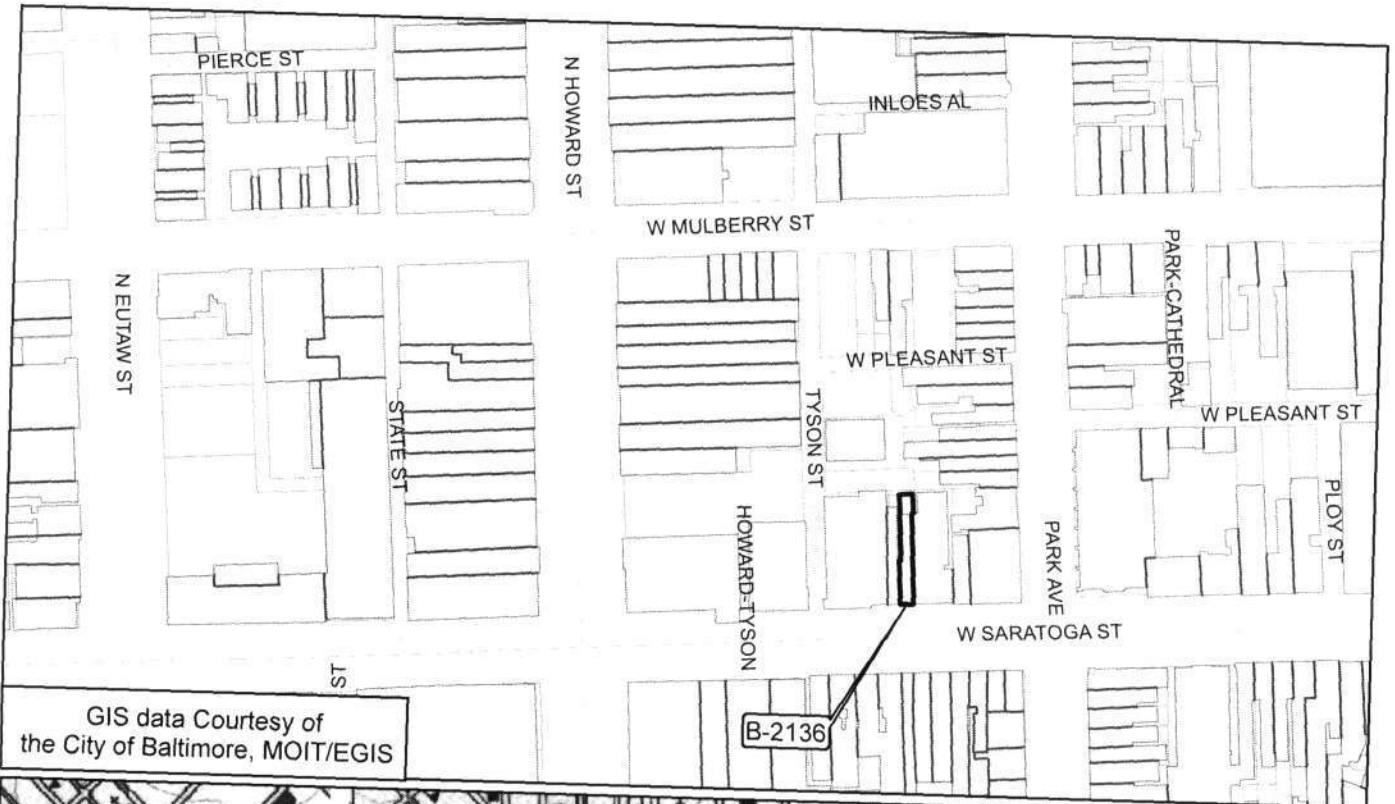 PIERCE ST
N HOWARD ST
INLOES AL
W MULBERRY ST
N EUTAW ST
PARK-CATHEDRAL
W PLEASANT ST
STATE ST
TYSON ST
W PLEASANT ST
HOWARD-TYSON
PARK AVE
PLOY ST
W SARATOGA ST
ST
B-2136
GIS data Courtesy of
the City of Baltimore, MOIT/EGIS